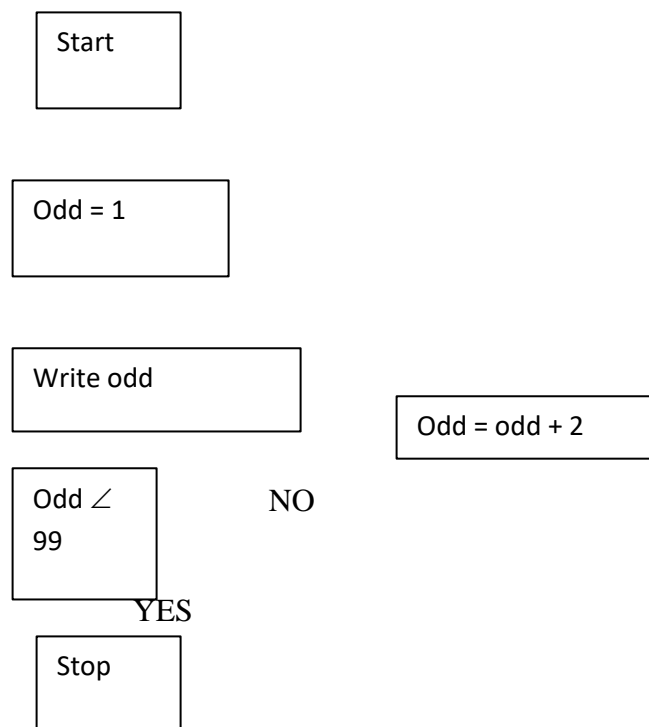 Start
Odd = 1
Write odd
Odd = odd + 2
Odd ∠
99
NO
YES
Stop